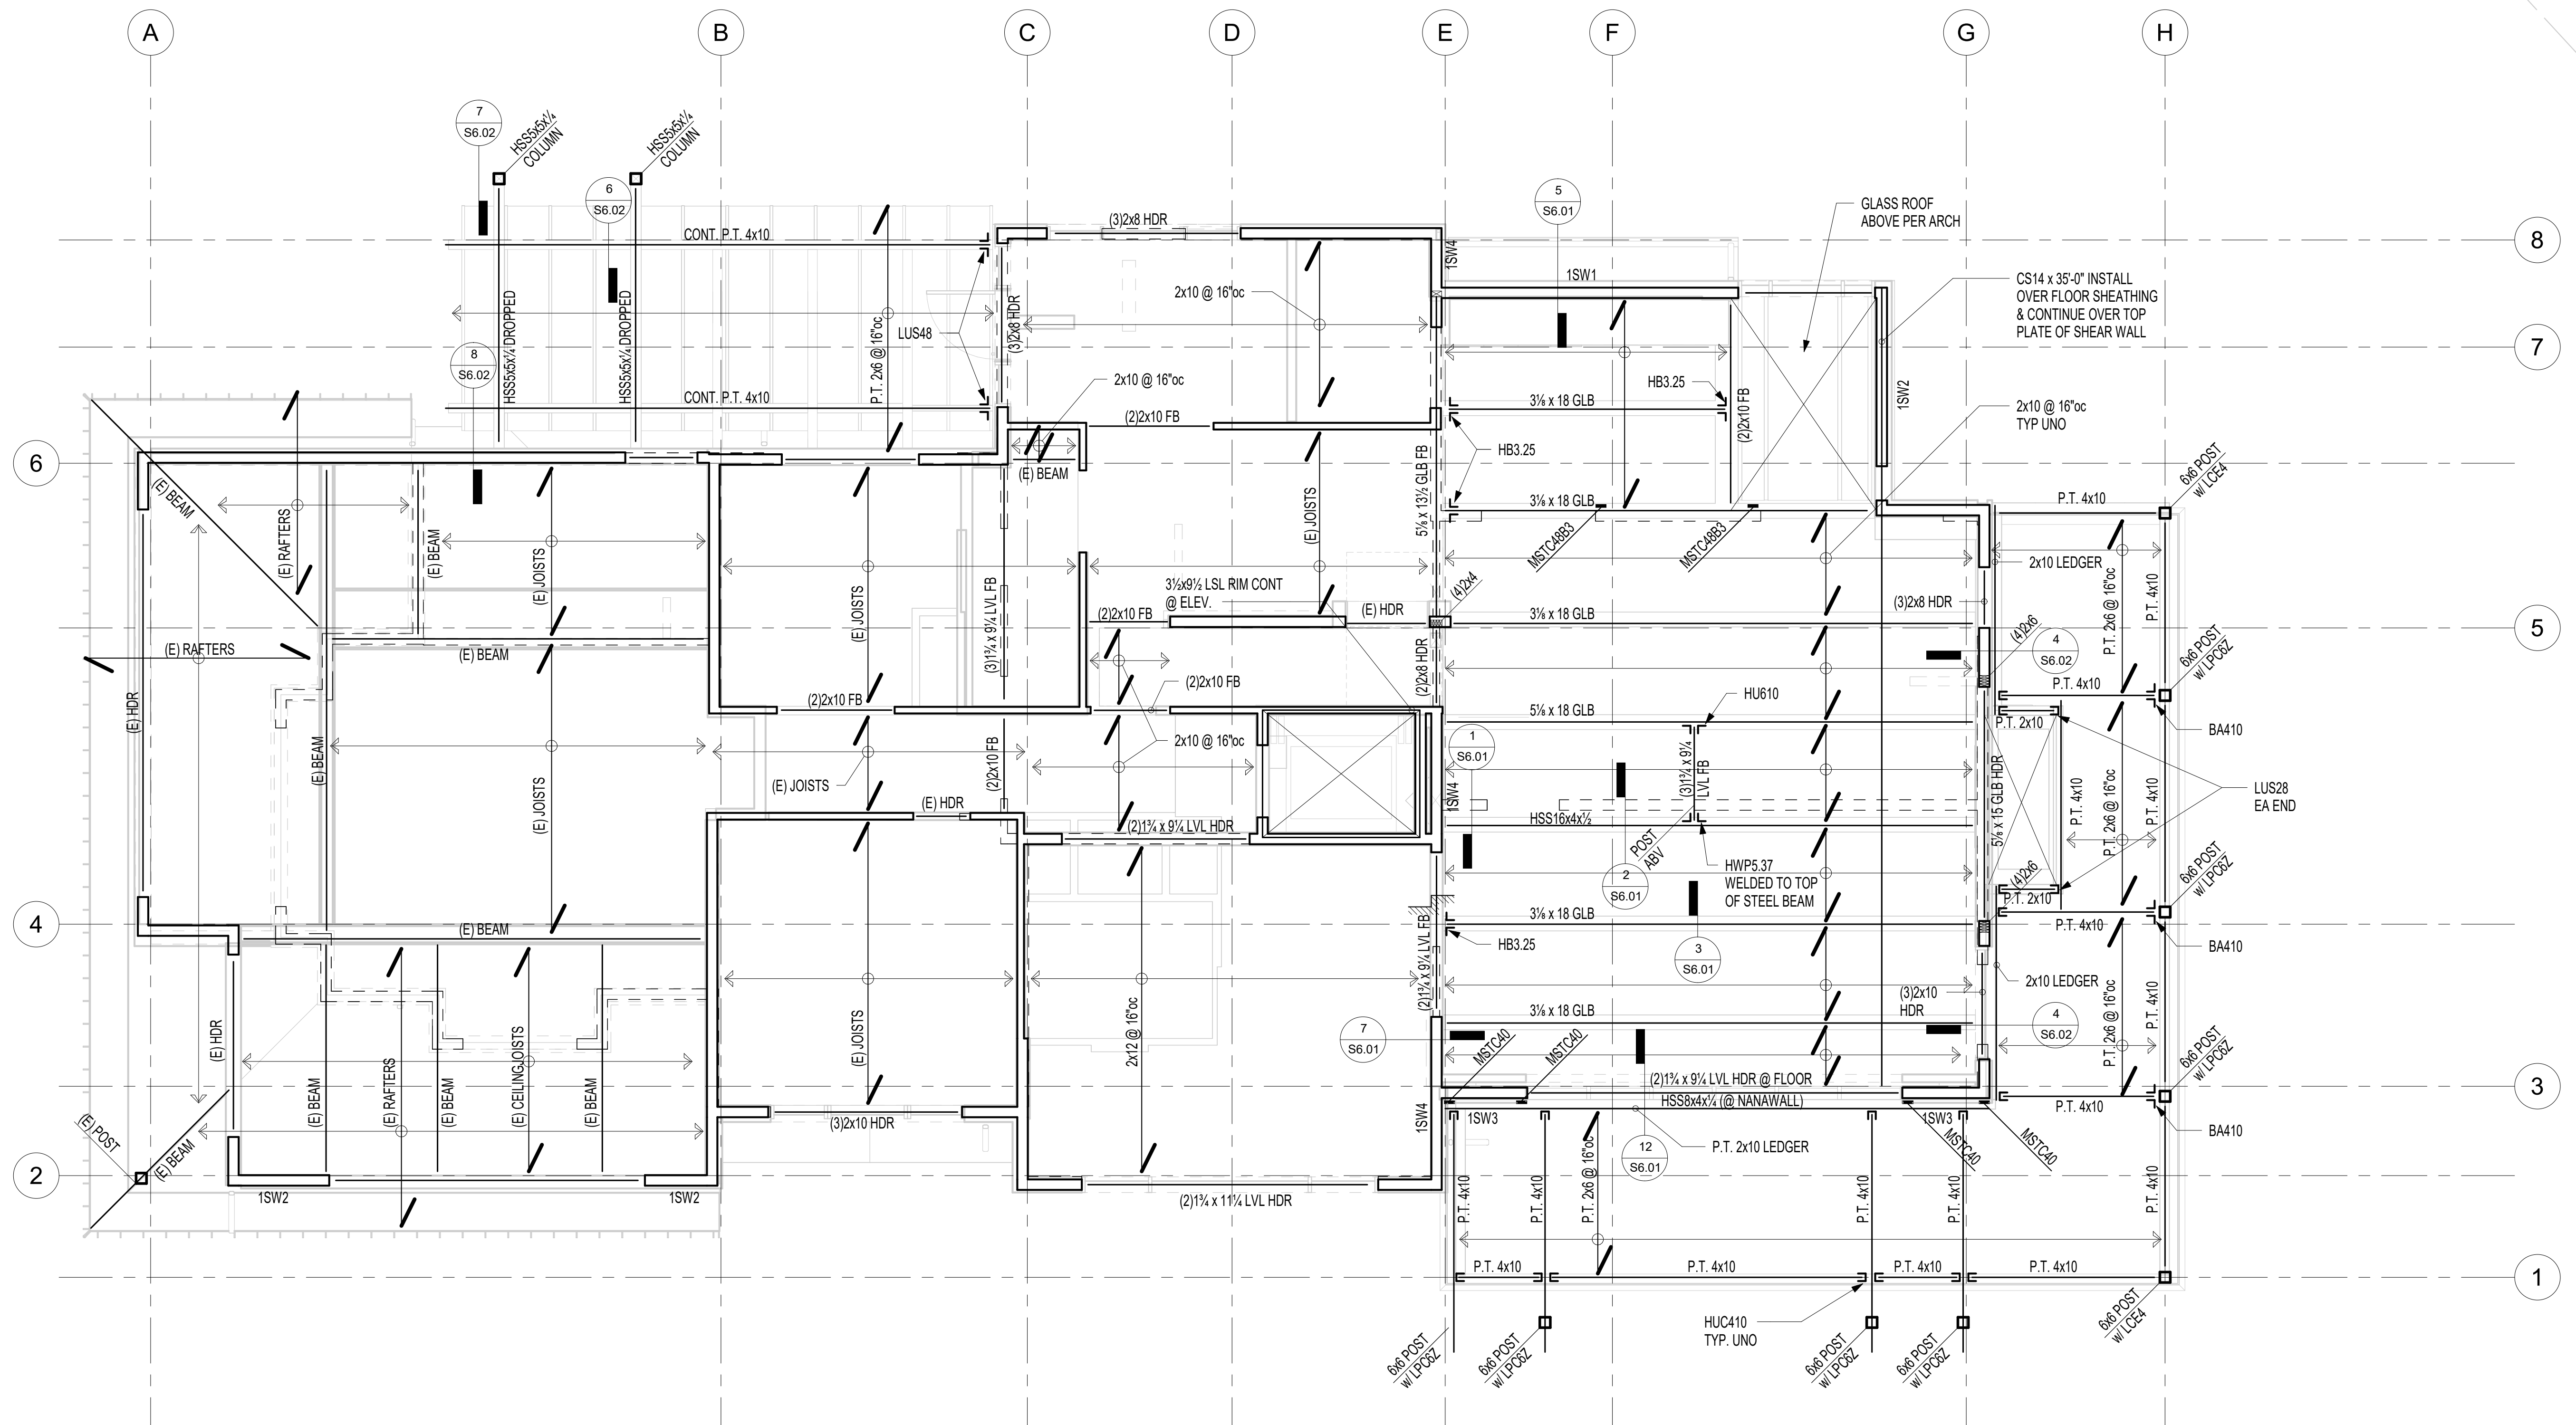 A
B
C
D
E
F
G
H
7
S6.02
HSS5x5x¼
COLUMN
HSS5x5x¼
COLUMN
6
S6.02
5
S6.01
GLASS ROOF
ABOVE PER ARCH
(3)2x8 HDR
8
CONT. P.T. 4x10
1SW4
1SW1
CS14 x 35'-0" INSTALL
OVER FLOOR SHEATHING
& CONTINUE OVER TOP
PLATE OF SHEAR WALL
2x10 @ 16"oc
HSS5x5x¼ DROPPED
HSS5x5x¼ DROPPED
P.T. 2x6 @ 16"oc
LUS48
(3)2x8 HDR
7
8
S6.02
2x10 @ 16"oc
HB3.25
1SW2
CONT. P.T. 4x10
3⅛ x 18 GLB
(2)2x10 FB
2x10 @ 16"oc
TYP UNO
(2)2x10 FB
HB3.25
6
(E) BEAM
5⅛ x 13½ GLB FB
6x6 POST
w/ LCE4
(E) BEAM
(E) RAFTERS
(E) BEAM
(E) JOISTS
(E) JOISTS
3⅛ x 18 GLB
P.T. 4x10
MSTC48B3
MSTC48B3
2x10 LEDGER
3½x9½ LSL RIM CONT
@ ELEV.
(4)2x4
(E) JOISTS
(3)1¾ x 9¼ LVL FB
(2)2x10 FB
(E) HDR
3⅛ x 18 GLB
(3)2x8 HDR
P.T. 2x6 @ 16"oc
P.T. 4x10
5
(4)2x6
4
S6.02
6x6 POST
w/ LPC6Z
(E) RAFTERS
(E) BEAM
(E) HDR
(2)2x10 FB
(2)2x10 FB
(2)2x8 HDR
HU610
P.T. 4x10
5⅛ x 18 GLB
P.T. 2x10
BA410
1
S6.01
2x10 @ 16"oc
(E) BEAM
(E) JOISTS
(E) JOISTS
(2)2x10 FB
1SW4
(3)1¾ x 9¼
LVL FB
5⅛ x 15 GLB HDR
P.T. 4x10
P.T. 2x6 @ 16"oc
P.T. 4x10
LUS28
EA END
(E) HDR
(2)1¾ x 9¼ LVL HDR
HSS16x4x½
POST
ABV
HWP5.37
WELDED TO TOP
OF STEEL BEAM
2
S6.01
(4)2x6
P.T. 2x10
6x6 POST
w/ LPC6Z
4
(E) BEAM
3⅛ x 18 GLB
P.T. 4x10
HB3.25
3
S6.01
BA410
(2)1¾ x 9¼ LVL FB
2x10 LEDGER
(3)2x10
HDR
(E) HDR
(E) BEAM
(E) RAFTERS
(E) BEAM
(E) CEILING JOISTS
(E) BEAM
(E) JOISTS
2x12 @ 16"oc
3⅛ x 18 GLB
7
S6.01
MSTC40
MSTC40
4
S6.02
P.T. 2x6 @ 16"oc
P.T. 4x10
6x6 POST
w/ LPC6Z
(2)1¾ x 9¼ LVL HDR @ FLOOR
HSS8x4x¼ (@ NANAWALL)
3
P.T. 4x10
(3)2x10 HDR
1SW4
1SW3
1SW3
BA410
(E) POST
(E) BEAM
12
S6.01
P.T. 2x10 LEDGER
MSTC40
MSTC40
2
1SW2
1SW2
(2)1¾ x 11¼ LVL HDR
P.T. 4x10
P.T. 4x10
P.T. 2x6 @ 16"oc
P.T. 4x10
P.T. 4x10
P.T. 4x10
P.T. 4x10
P.T. 4x10
P.T. 4x10
P.T. 4x10
1
HUC410
TYP. UNO
6x6 POST
w/ LPC6Z
6x6 POST
w/ LPC6Z
6x6 POST
w/ LPC6Z
6x6 POST
w/ LPC6Z
6x6 POST
w/ LCE4